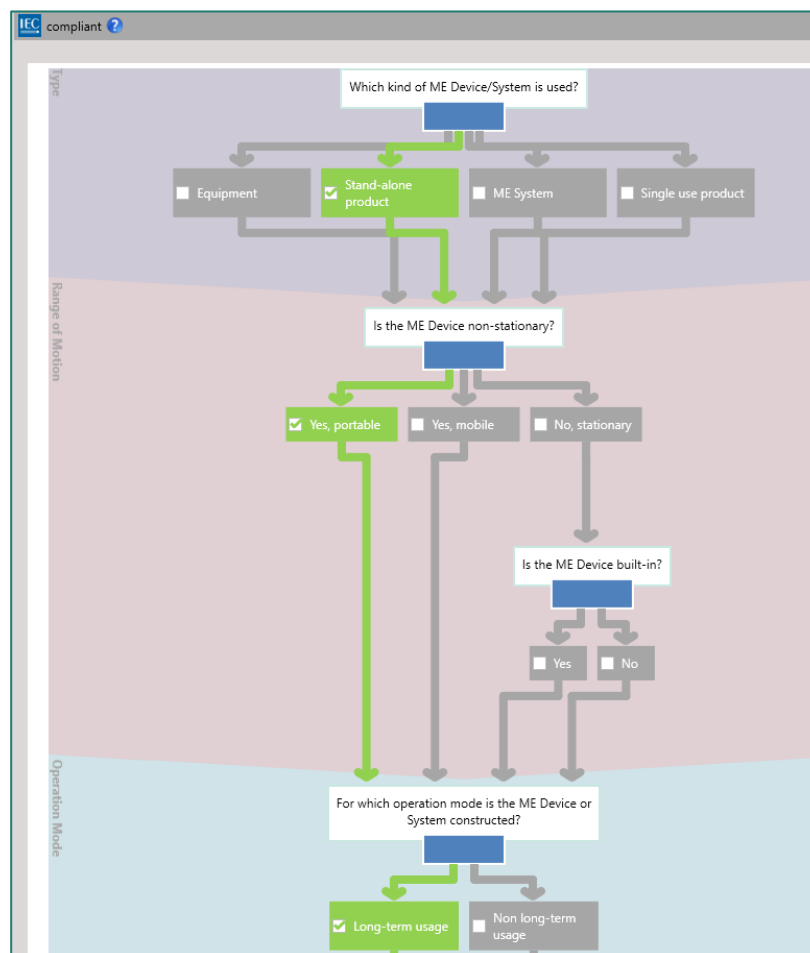 IEC compliant ?
Type
Which kind of ME Device/System is used?
Equipment
Stand-alone
product
ME System
Single use product
Range of Motion
Is the ME Device non-stationary?
Yes, portable
Yes, mobile
No, stationary
Is the ME Device built-in?
Yes
No
Operation Mode
For which operation mode is the ME Device or
System constructed?
Long-term usage
Non long-term
usage